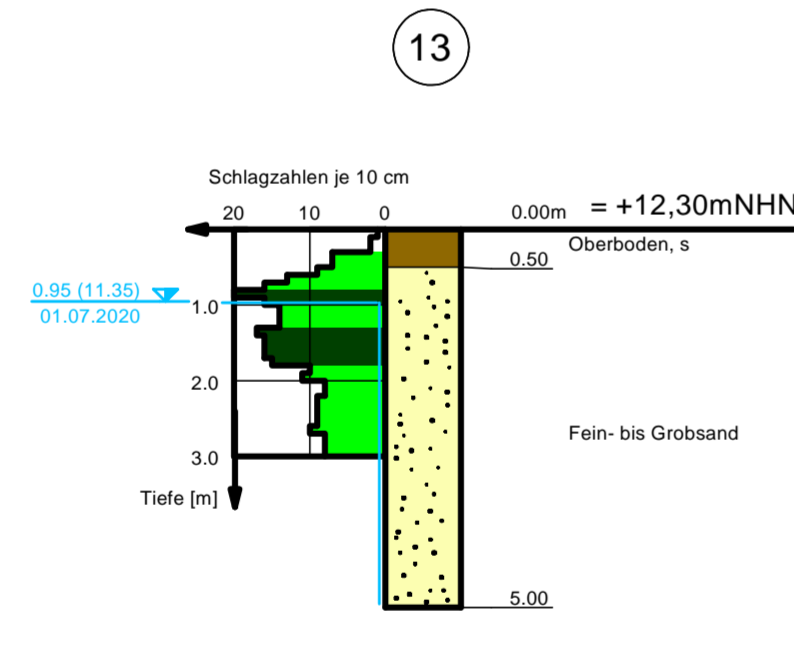 13
Schlagzahlen je 10 cm
20 10 0 0.00m = +12,30mNHN
Oberboden, s
0.50
0.95 (11.35)
1.0
01.07.2020
2.0
Fein- bis Grobsand
3.0
Tiefe [m]
5.00